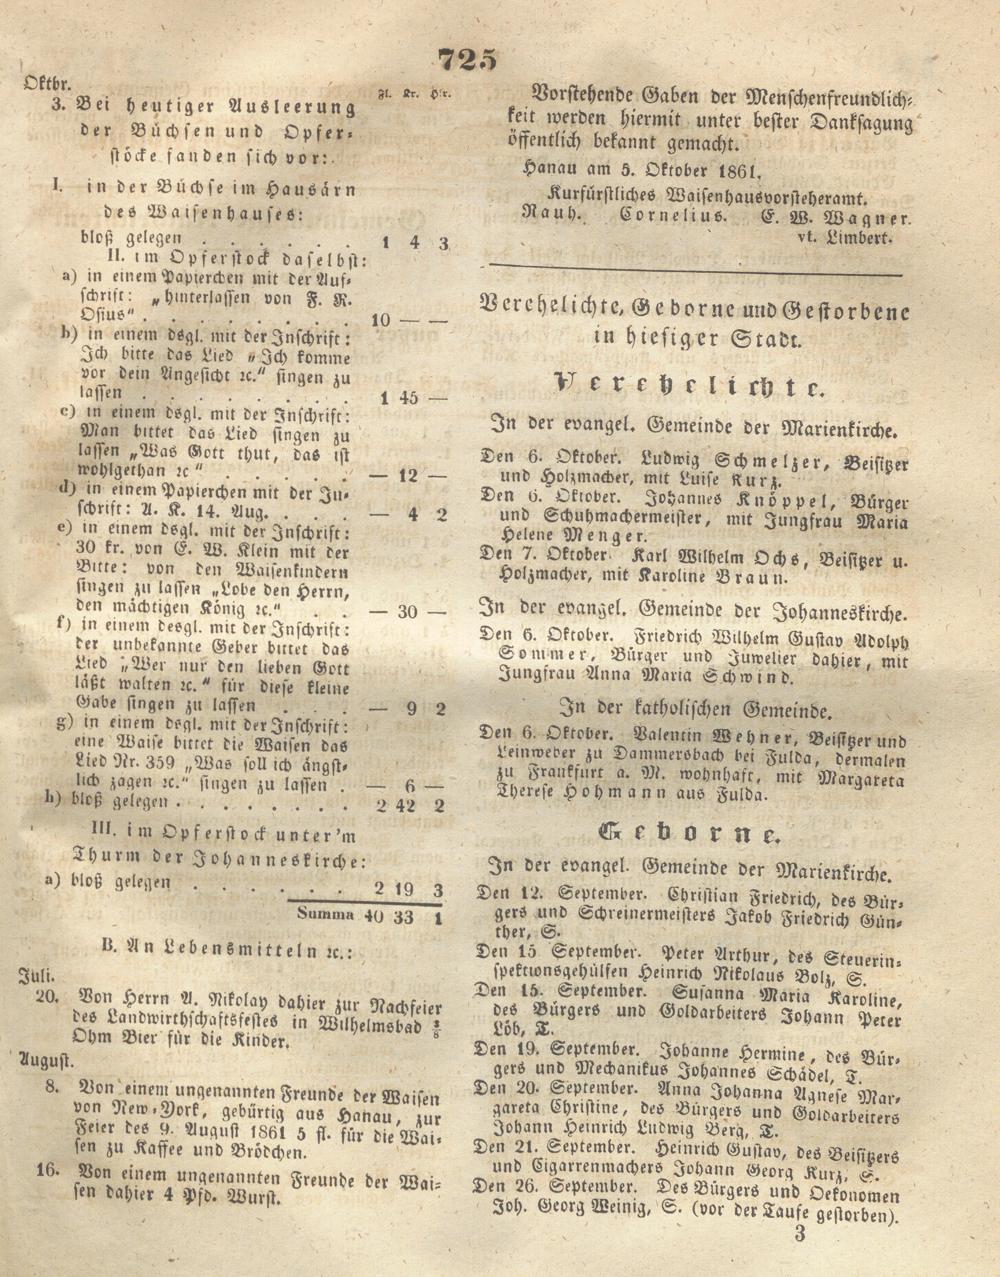 725
Oktbr.
Fl. Kr. Hlr.
3. Bei heutiger Ausleerung
der Büchsen und Opfer-
stöcke fanden sich vor:
I. in der Büchse im Hausärn
des Waisenhauses:
bloß gelegen . . . . . . 1 4 3
II. im Opferstock daselbst:
a) in einem Papierchen mit der Auf-
schrift: „hinterlassen von F. R.
Osius“ . . . . . . . . 10 — —
b) in einem dsgl. mit der Inschrift:
Ich bitte das Lied „Ich komme
vor dein Angesicht ꝛc.“ singen zu
lassen . . . . . . . . 1 45 —
c) in einem dsgl. mit der Inschrift:
Man bittet das Lied singen zu
lassen „Was Gott thut, das ist
wohlgethan ꝛc“ . . . . . — 12 —
d) in einem Papierchen mit der In-
schrift: A. K. 14. Aug. . . . . — 4 2
e) in einem dsgl. mit der Inschrift:
30 kr. von E. W. Klein mit der
Bitte: von den Waisenkindern
singen zu lassen „Lobe den Herrn,
den mächtigen König ꝛc.“ . . — 30 —
f) in einem desgl. mit der Inschrift:
der unbekannte Geber bittet das
Lied „Wer nur den lieben Gott
läßt walten ꝛc.“ für diese kleine
Gabe singen zu lassen . . . — 9 2
g) in einem dsgl. mit der Inschrift:
eine Waise bittet die Waisen das
Lied Nr. 359 „Was soll ich ängst-
lich zagen ꝛc.“ singen zu lassen . — 6 —
h) bloß gelegen . . . . . . . 2 42 2
III. im Opferstock unter'm
Thurm der Johanneskirche:
a) bloß gelegen . . . . . . 2 19 3
Summa 40 33 1
B. An Lebensmitteln ꝛc.:
Juli.
20. Von Herrn A. Nikolay dahier zur Nachfeier
des Landwirthschaftsfestes in Wilhelmsbad 3/8
Ohm Bier für die Kinder.
August.
8. Von einem ungenannten Freunde der Waisen
von New-York, gebürtig aus Hanau, zur
Feier des 9. August 1861 5 fl. für die Wai-
sen zu Kaffee und Brödchen.
16. Von einem ungenannten Freunde der Wai-
sen dahier 4 Pfd. Wurst.
Vorstehende Gaben der Menschenfreundlich-
keit werden hiermit unter bester Danksagung
öffentlich bekannt gemacht.
Hanau am 5. Oktober 1861.
Kurfürstliches Waisenhausvorsteheramt.
Rauh. Cornelius. E. W. Wagner.
vt. Limbert.
Verehelichte, Geborne und Gestorbene
in hiesiger Stadt.
Verehelichte.
In der evangel. Gemeinde der Marienkirche.
Den 6. Oktober. Ludwig Schmelzer, Beisitzer
und Holzmacher, mit Luise Kurz.
Den 6. Oktober. Johannes Knöppel, Bürger
und Schuhmachermeister, mit Jungfrau Maria
Helene Menger.
Den 7. Oktober. Karl Wilhelm Ochs, Beisitzer u.
Holzmacher, mit Karoline Braun.
In der evangel. Gemeinde der Johanneskirche.
Den 6. Oktober. Friedrich Wilhelm Gustav Adolph
Sommer, Bürger und Juwelier dahier, mit
Jungfrau Anna Maria Schwind.
In der katholischen Gemeinde.
Den 6. Oktober. Valentin Wehner, Beisitzer und
Leinweber zu Dammersbach bei Fulda, dermalen
zu Frankfurt a. M. wohnhaft, mit Margareta
Therese Hohmann aus Fulda.
Geborne.
In der evangel. Gemeinde der Marienkirche.
Den 12. September. Christian Friedrich, des Bür-
gers und Schreinermeisters Jakob Friedrich Gün-
ther, S.
Den 15 September. Peter Arthur, des Steuerin-
spektionsgehülfen Heinrich Nikolaus Bolz, S.
Den 15. September. Susanna Maria Karoline,
des Bürgers und Goldarbeiters Johann Peter
Löb, T.
Den 19. September. Johanne Hermine, des Bür-
gers und Mechanikus Johannes Schädel, T.
Den 20. September. Anna Johanna Agnese Mar-
gareta Christine, des Bürgers und Goldarbeiters
Johann Heinrich Ludwig Berg, T.
Den 21. September. Heinrich Gustav, des Beisitzers
und Cigarrenmachers Johann Georg Kurz, S.
Den 26. September. Des Bürgers und Oekonomen
Joh. Georg Weinig, S. (vor der Taufe gestorben).
3